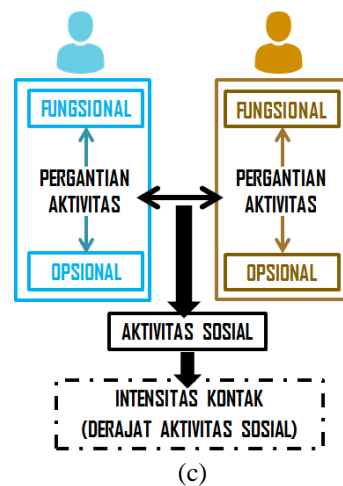 FUNGSIONAL
PERGANTIAN
AKTIVITAS
OPSIONAL
FUNGSIONAL
PERGANTIAN
AKTIVITAS
OPSIONAL
AKTIVITAS SOSIAL
INTENSITAS KONTAK
(DERAJAT AKTIVITAS SOSIAL)
(c)